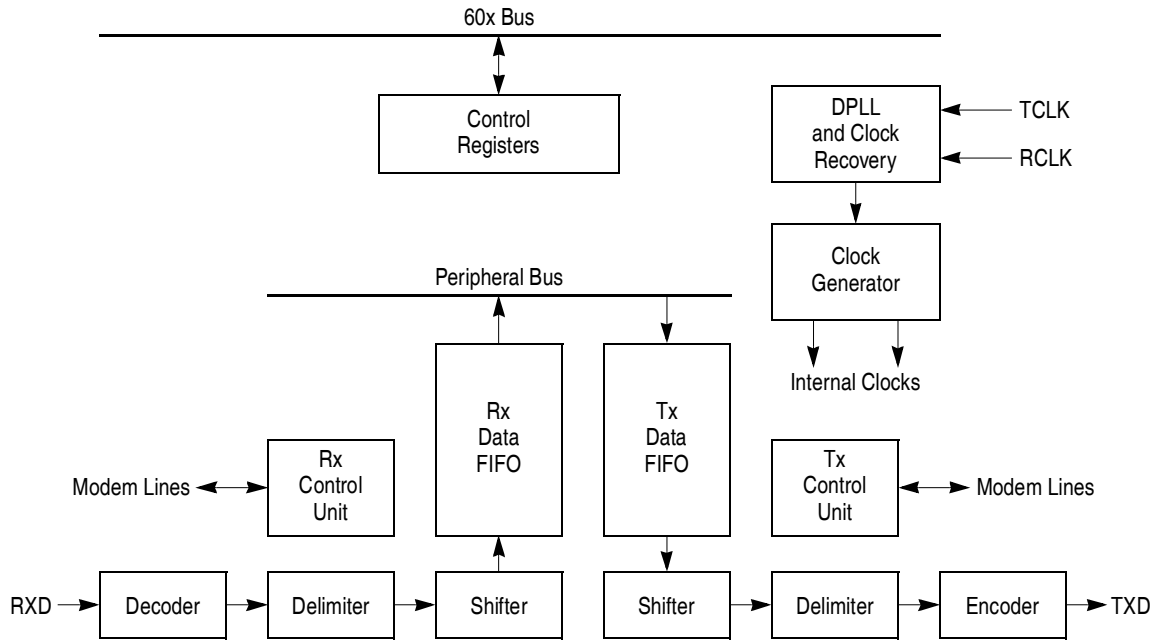 60x Bus
Control
Registers
DPLL
and Clock
Recovery
TCLK
RCLK
Clock
Generator
Internal Clocks
Peripheral Bus
Rx
Data
FIFO
Tx
Data
FIFO
Modem Lines
Rx
Control
Unit
Tx
Control
Unit
Modem Lines
RXD
Decoder
Delimiter
Shifter
Shifter
Delimiter
Encoder
TXD